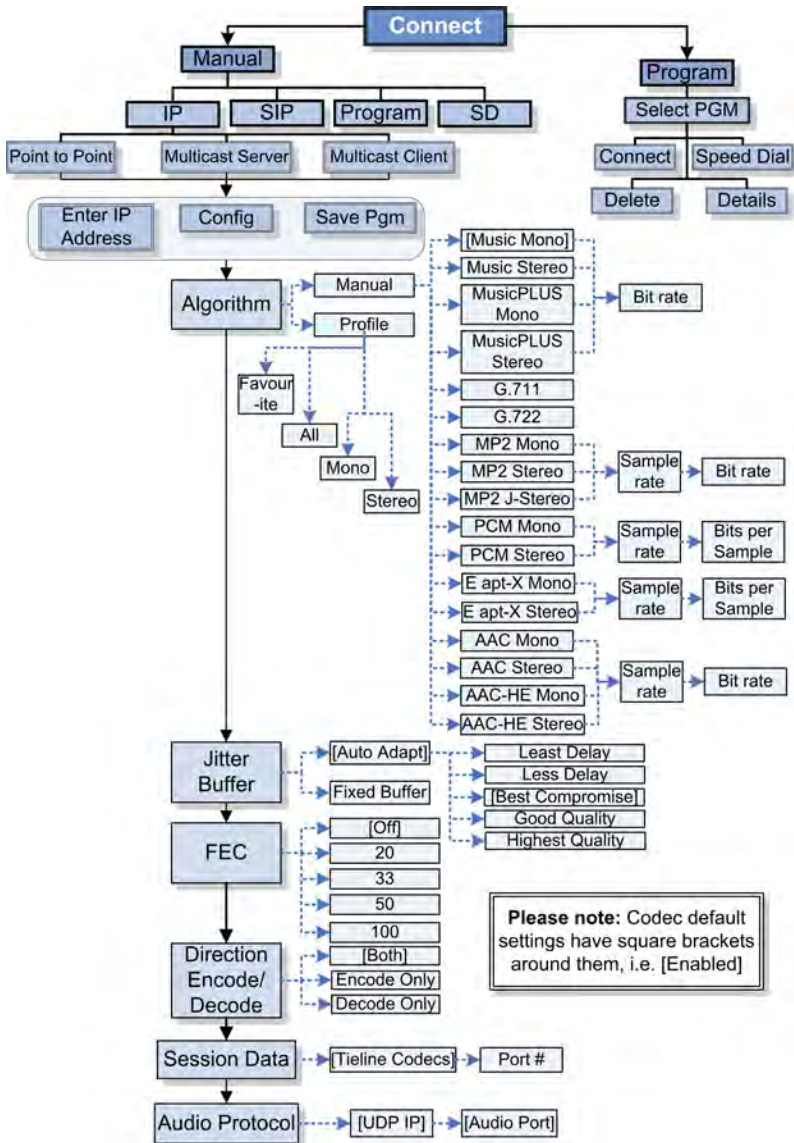 Connect
Manual
Program
IP
SIP
Program
SD
Select PGM
Point to Point
Multicast Server
Multicast Client
Connect
Speed Dial
Delete
Details
Enter IP
Address
Config
Save Pgm
Algorithm
Manual
Profile
Favour
-ite
All
Mono
Stereo
[Music Mono]
Music Stereo
MusicPLUS
Mono
MusicPLUS
Stereo
Bit rate
G.711
G.722
MP2 Mono
MP2 Stereo
MP2 J-Stereo
Sample
rate
Bit rate
PCM Mono
PCM Stereo
Sample
rate
Bits per
Sample
E apt-X Mono
E apt-X Stereo
Sample
rate
Bits per
Sample
AAC Mono
AAC Stereo
AAC-HE Mono
AAC-HE Stereo
Sample
rate
Bit rate
Jitter
Buffer
[Auto Adapt]
Fixed Buffer
Least Delay
Less Delay
[Best Compromise]
Good Quality
Highest Quality
FEC
[Off]
20
33
50
100
Direction
Encode/
Decode
[Both]
Encode Only
Decode Only
Please note: Codec default
settings have square brackets
around them, i.e. [Enabled]
Session Data
[Tieline Codecs]
Port #
Audio Protocol
[UDP IP]
[Audio Port]